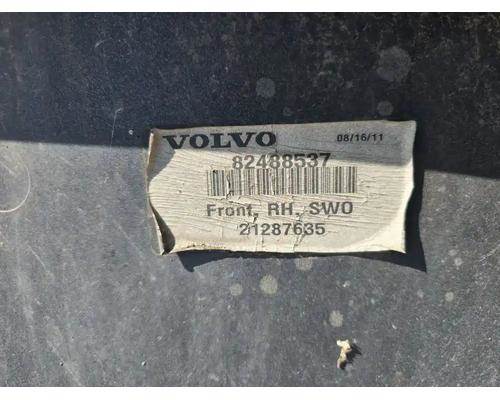 VOLVO 08/16/11
82488537
Front, RH, SWO
21287635